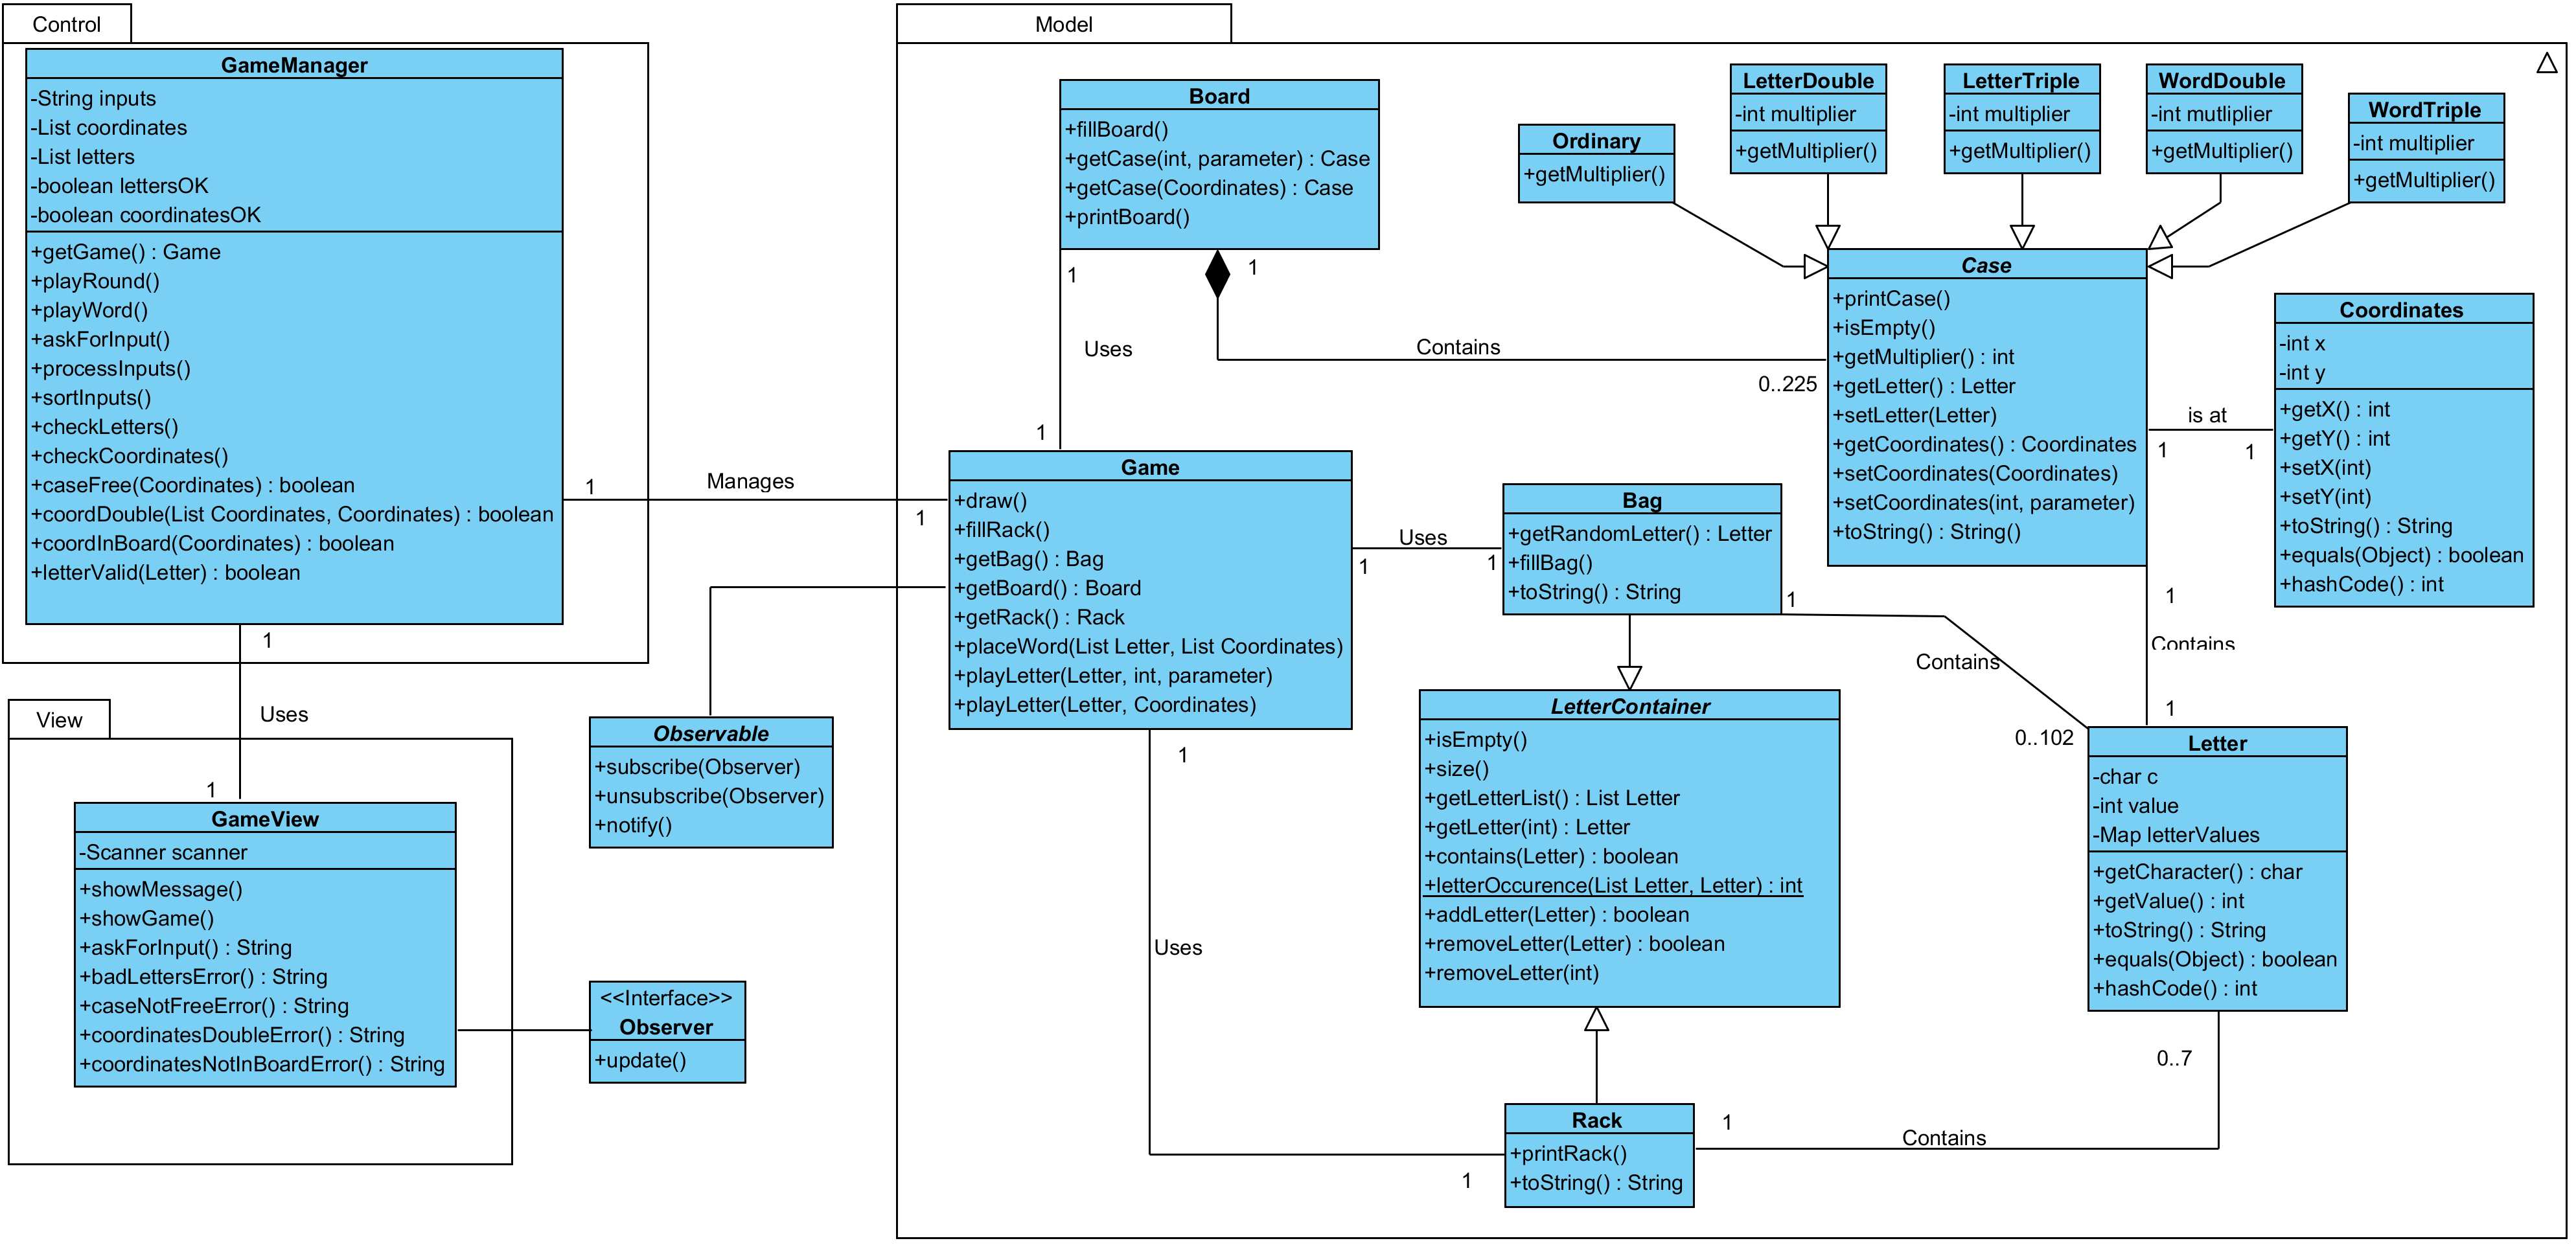 Control
GameManager
-String inputs
-List coordinates
-List letters
-boolean lettersOK
-boolean coordinatesOK
+getGame() : Game
+playRound()
+playWord()
+askForInput()
+processInputs()
+sortInputs()
+checkLetters()
+checkCoordinates()
+caseFree(Coordinates) : boolean
+coordDouble(List Coordinates, Coordinates) : boolean
+coordInBoard(Coordinates) : boolean
+letterValid(Letter) : boolean
1
Manages
1
1
Uses
1
View
GameView
-Scanner scanner
+showMessage()
+showGame()
+askForInput() : String
+badLettersError() : String
+caseNotFreeError() : String
+coordinatesDoubleError() : String
+coordinatesNotInBoardError() : String
Observable
+subscribe(Observer)
+unsubscribe(Observer)
+notify()
<<Interface>>
Observer
+update()
Model
Board
+fillBoard()
+getCase(int, parameter) : Case
+getCase(Coordinates) : Case
+printBoard()
1
1
Uses
1
Contains
0..225
Game
+draw()
+fillRack()
+getBag() : Bag
+getBoard() : Board
+getRack() : Rack
+placeWord(List Letter, List Coordinates)
+playLetter(Letter, int, parameter)
+playLetter(Letter, Coordinates)
1
Uses
1
1
Uses
1
Ordinary
+getMultiplier()
LetterDouble
-int multiplier
+getMultiplier()
LetterTriple
-int multiplier
+getMultiplier()
WordDouble
-int mutliplier
+getMultiplier()
WordTriple
-int multiplier
+getMultiplier()
Case
+printCase()
+isEmpty()
+getMultiplier() : int
+getLetter() : Letter
+setLetter(Letter)
+getCoordinates() : Coordinates
+setCoordinates(Coordinates)
+setCoordinates(int, parameter)
+toString() : String()
is at
1
1
Coordinates
-int x
-int y
+getX() : int
+getY() : int
+setX(int)
+setY(int)
+toString() : String
+equals(Object) : boolean
+hashCode() : int
Bag
+getRandomLetter() : Letter
+fillBag()
+toString() : String
1
Contains
0..102
1
Contains
1
LetterContainer
+isEmpty()
+size()
+getLetterList() : List Letter
+getLetter(int) : Letter
+contains(Letter) : boolean
+letterOccurence(List Letter, Letter) : int
+addLetter(Letter) : boolean
+removeLetter(Letter) : boolean
+removeLetter(int)
Letter
-char c
-int value
-Map letterValues
+getCharacter() : char
+getValue() : int
+toString() : String
+equals(Object) : boolean
+hashCode() : int
0..7
1
Contains
Rack
+printRack()
+toString() : String